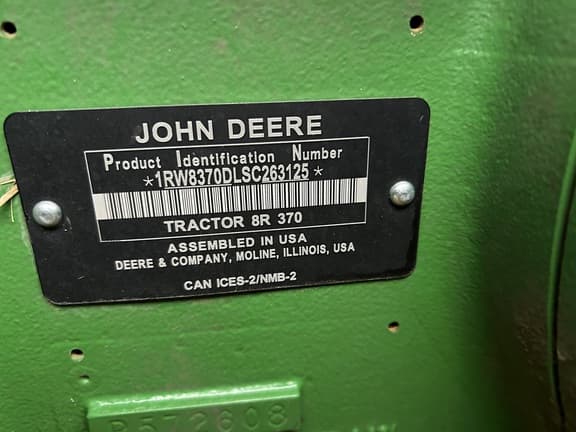 JOHN DEERE
Product Identification Number
*1RW8370DLSC263125*
TRACTOR 8R 370
ASSEMBLED IN USA
DEERE & COMPANY, MOLINE, ILLINOIS, USA
CAN ICES-2/NMB-2
R572608